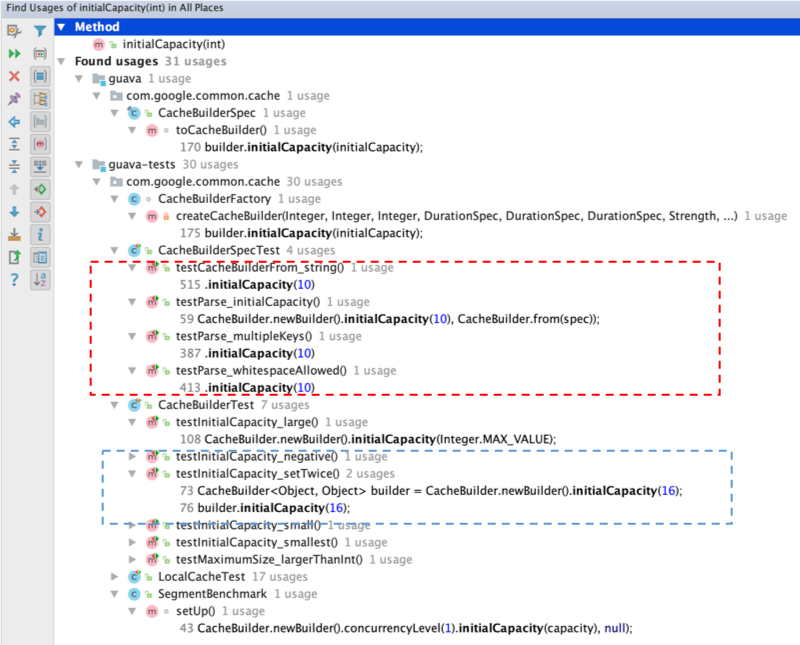 Find Usages of initialCapacity(int) in All Places
Method
initialCapacity(int)
Found usages 31 usages
guava 1 usage
com.google.common.cache 1 usage
CacheBuilderSpec 1 usage
toCacheBuilder() 1 usage
170 builder.initialCapacity(initialCapacity);
guava-tests 30 usages
com.google.common.cache 30 usages
CacheBuilderFactory 1 usage
createCacheBuilder(Integer, Integer, Integer, DurationSpec, DurationSpec, DurationSpec, Strength, ...) 1 usage
175 builder.initialCapacity(initialCapacity);
CacheBuilderSpecTest 4 usages
testCacheBuilderFrom_string() 1 usage
515 .initialCapacity(10)
testParse_initialCapacity() 1 usage
59 CacheBuilder.newBuilder().initialCapacity(10), CacheBuilder.from(spec));
testParse_multipleKeys() 1 usage
387 .initialCapacity(10)
testParse_whitespaceAllowed() 1 usage
413 .initialCapacity(10)
CacheBuilderTest 7 usages
testInitialCapacity_large() 1 usage
108 CacheBuilder.newBuilder().initialCapacity(Integer.MAX_VALUE);
testInitialCapacity_negative() 1 usage
testInitialCapacity_setTwice() 2 usages
73 CacheBuilder<Object, Object> builder = CacheBuilder.newBuilder().initialCapacity(16);
76 builder.initialCapacity(16);
testInitialCapacity_small() 1 usage
testInitialCapacity_smallest() 1 usage
testMaximumSize_largerThanInt() 1 usage
LocalCacheTest 17 usages
SegmentBenchmark 1 usage
setUp() 1 usage
43 CacheBuilder.newBuilder().concurrencyLevel(1).initialCapacity(capacity), null);